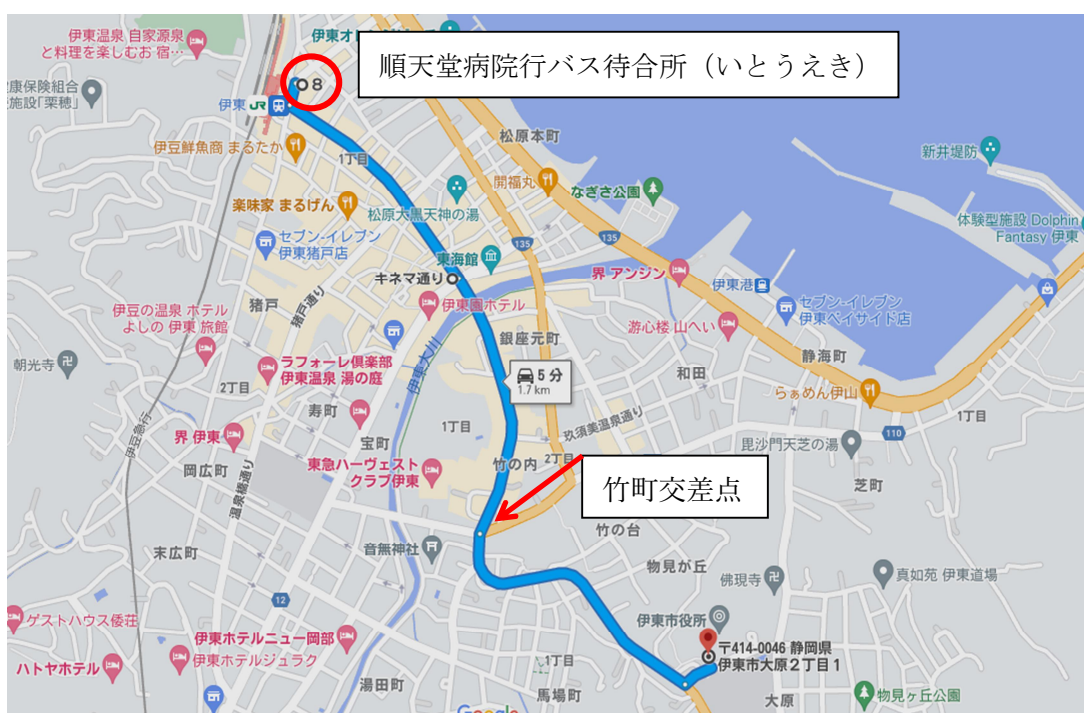 伊東温泉 自家源泉
と料理を楽しむお宿…
伊東オ
順天堂病院行バス待合所（いとうえき）
8
康保険組合
施設「栗穂」
伊東 JR
伊豆鮮魚商 まるたか
1丁目
松原本町
新井堤防
開福丸
なぎさ公園
楽味家 まるげん
松原大黒天神の湯
体験型施設 Dolphin
Fantasy 伊東
セブン-イレブン
伊東猪戸店
135
135
東海館
キネマ通り
界 アンジン
伊東港
猪戸
猪戸通り
伊東園ホテル
セブン-イレブン
伊東ベイサイド店
伊豆の温泉 ホテル
よしの 伊東 旅館
伊東大川
銀座元町
游心楼 山へい
静海町
朝光寺
ラフォーレ倶楽部
伊東温泉 湯の庭
2丁目
5 分
1.7 km
和田
らぁめん伊山
寿町
1丁目
玖須美温泉通り
1丁目
110
伊豆急行
界 伊東
宝町
毘沙門天芝の湯
岡広町
東急ハーヴェスト
クラブ伊東
竹の内
2丁目
竹町交差点
芝町
温泉橋通り
竹の台
末広町
音無神社
物見が丘
佛現寺
真如苑 伊東道場
12
ゲストハウス倭荘
伊東市役所
伊東ホテルニュー岡部
〒414-0046 静岡県
伊東市大原２丁目１
ハトヤホテル
伊東ホテルジュラク
1丁目
湯田町
馬場町
大原
物見ヶ丘公園
Google